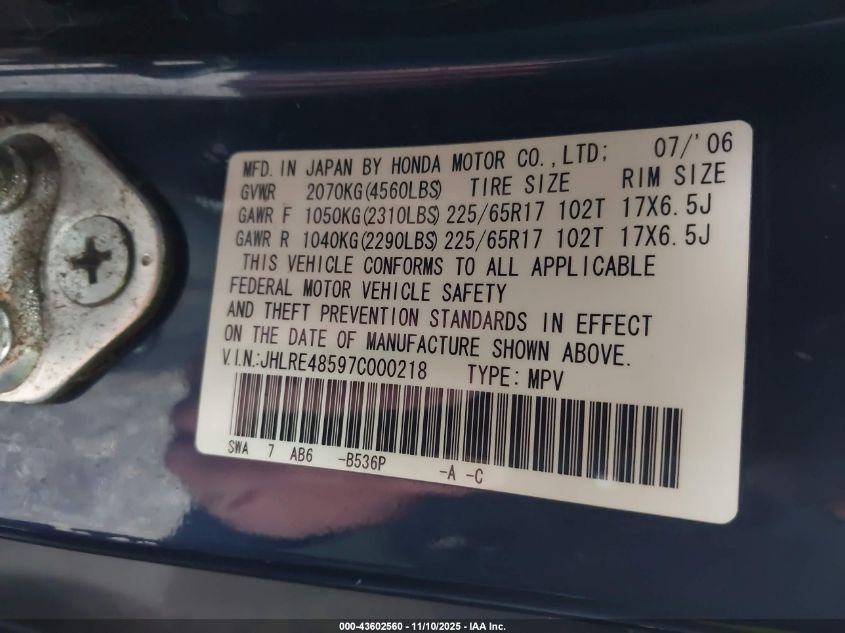 MFD. IN JAPAN BY HONDA MOTOR CO., LTD; 07/'06
GVWR 2070KG(4560LBS) TIRE SIZE RIM SIZE
GAWR F 1050KG(2310LBS) 225/65R17 102T 17X6.5J
GAWR R 1040KG(2290LBS) 225/65R17 102T 17X6.5J
THIS VEHICLE CONFORMS TO ALL APPLICABLE
FEDERAL MOTOR VEHICLE SAFETY
AND THEFT PREVENTION STANDARDS IN EFFECT
ON THE DATE OF MANUFACTURE SHOWN ABOVE.
V.I.N.:JHLRE48597C000218 TYPE: MPV
SWA 7 AB6 -B536P -A -C
000-43602560 — 11/10/2025 — IAA Inc.